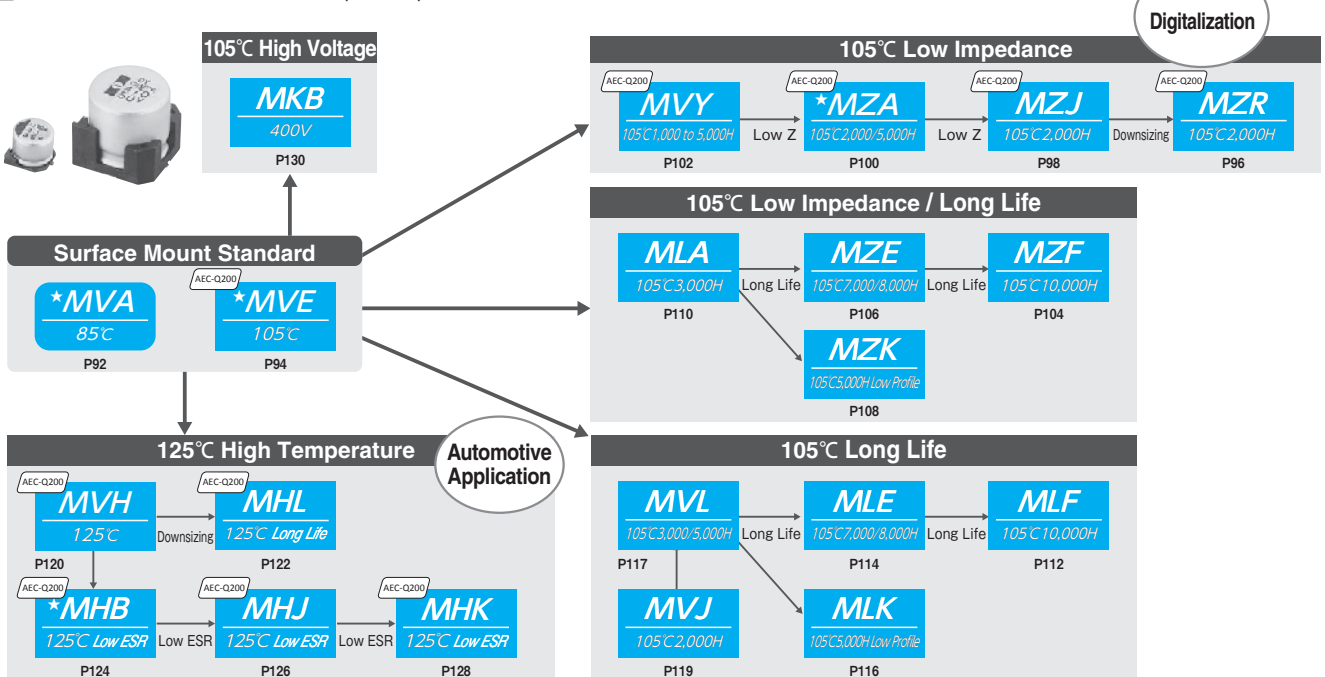 Digitalization
105℃ High Voltage
MKB
400V
P130
105℃ Low Impedance
AEC-Q200
MVY
105℃1,000 to 5,000H
P102
Low Z
AEC-Q200
★MZA
105℃2,000/5,000H
P100
Low Z
AEC-Q200
MZJ
105℃2,000H
P98
Downsizing
AEC-Q200
MZR
105℃2,000H
P96
Surface Mount Standard
★MVA
85℃
P92
AEC-Q200
★MVE
105℃
P94
105℃ Low Impedance / Long Life
MLA
105℃3,000H
P110
Long Life
MZE
105℃7,000/8,000H
P106
Long Life
MZF
105℃10,000H
P104
MZK
105℃5,000H Low Profile
P108
125℃ High Temperature
Automotive
Application
AEC-Q200
MVH
125℃
P120
Downsizing
AEC-Q200
MHL
125℃ Long Life
P122
AEC-Q200
★MHB
125℃ Low ESR
P124
Low ESR
AEC-Q200
MHJ
125℃ Low ESR
P126
Low ESR
AEC-Q200
MHK
125℃ Low ESR
P128
105℃ Long Life
MVL
105℃3,000/5,000H
P117
Long Life
MLE
105℃7,000/8,000H
P114
Long Life
MLF
105℃10,000H
P112
MVJ
105℃2,000H
P119
MLK
105℃5,000H Low Profile
P116